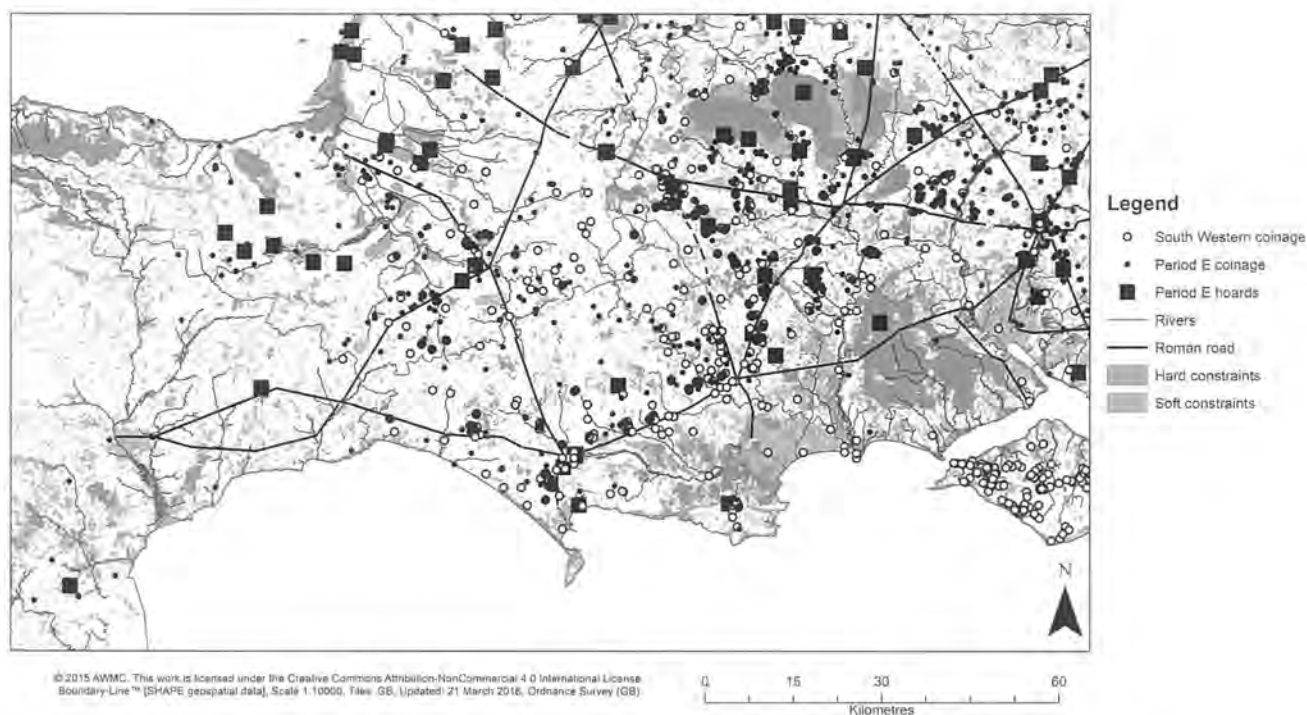 Legend
South Western coinage
Period E coinage
Period E hoards
Rivers
Roman road
Hard constraints
Soft constraints
N
© 2015 AWMC. This work is licensed under the Creative Commons Attribution-NonCommercial 4.0 International License.
Boundary-Line™ [SHAPE geospatial data], Scale 1:10000, Tiles: GB, Updated: 21 March 2016, Ordnance Survey (GB)
0 15 30 60
Kilometres